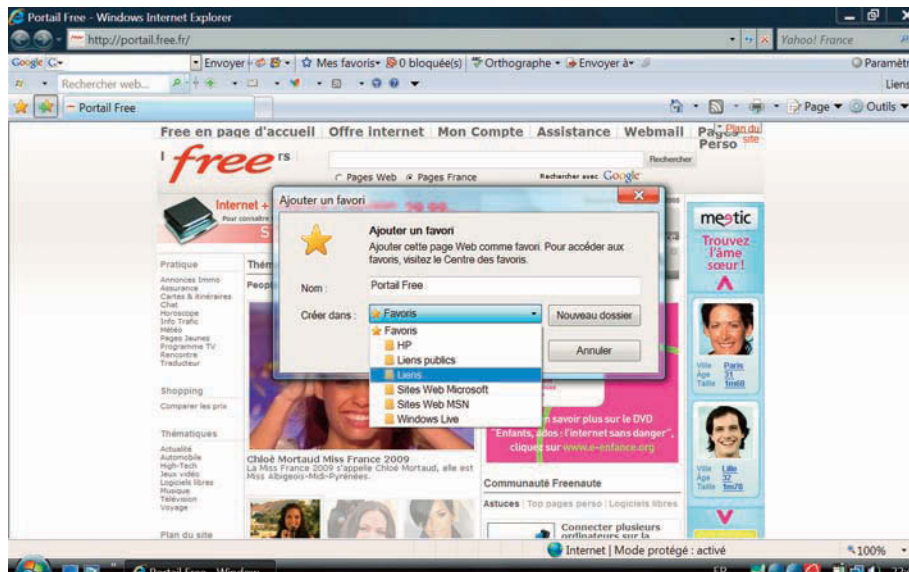 Portail Free - Windows Internet Explorer
http://portail.free.fr/
Yahoo! France
Google G
Envoyer
Mes favoris
0 bloquée(s)
Orthographe
Envoyer à
Paramètr
Rechercher web...
Liens
Portail Free
Page
Outils
Free en page d'accueil
Offre internet
Mon Compte
Assistance
Webmail
Pages Perso
Plan du site
free
rs
Rechercher
Pages Web
Pages France
Rechercher avec Google
Internet +
Pour connaître
Ajouter un favori
Ajouter un favori
Ajouter cette page Web comme favori. Pour accéder aux
favoris, visitez le Centre des favoris.
Nom :
Portail Free
Créer dans :
Favoris
Nouveau dossier
Annuler
Favoris
HP
Liens publics
Liens
Sites Web Microsoft
Sites Web MSN
Windows Live
meetic
Trouvez
l'âme
sœur !
Ville Paris
Age 31
Taille 1m60
Ville Lille
Age 32
Taille 1m78
Pratique
Annonces Immo
Assurance
Cartes & itinéraires
Chat
Horoscope
Info Trafic
Météo
Pages Jaunes
Programme TV
Rencontre
Traducteur
Shopping
Comparer les prix
Thématiques
Actualité
Automobile
High-Tech
Jeux vidéo
Logiciels libres
Musique
Télévision
Voyage
Plan du site
Thém
Peopl
Chloé Mortaud Miss France 2009
La Miss France 2009 s'appelle Chloé Mortaud, elle est
Miss Albigeois-Midi-Pyrénées.
n savoir plus sur le DVD
"Enfants, ados : l'internet sans danger",
cliquez sur www.e-enfance.org
Communauté Freenaute
Astuces
Top pages perso
Logiciels libres
Connecter plusieurs
ordinateurs sur la
Internet | Mode protégé : activé
100%
Portail Free - Window
FR